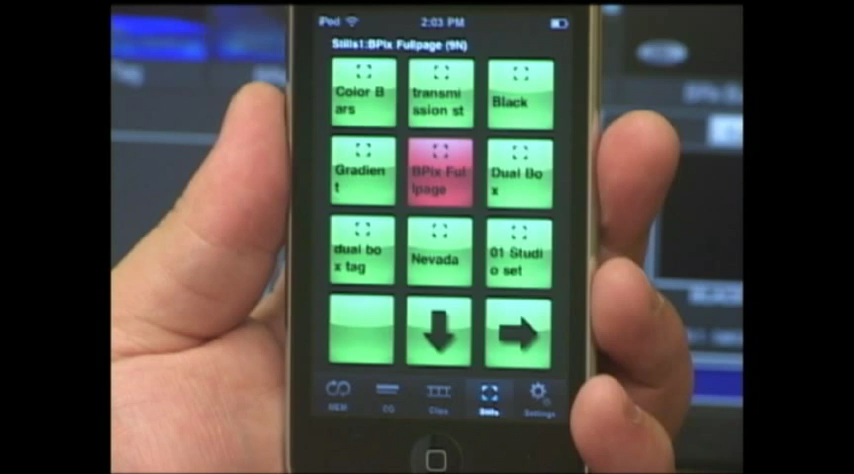 iPod 2:03 PM
Stills1:BPix Fullpage (9N)
Color B
ars
transmi
ssion st
Black
Gradien
t
BPix Ful
lpage
Dual Bo
x
dual bo
x tag
Nevada
01 Studi
o set
MEM CG Clips Stills Settings